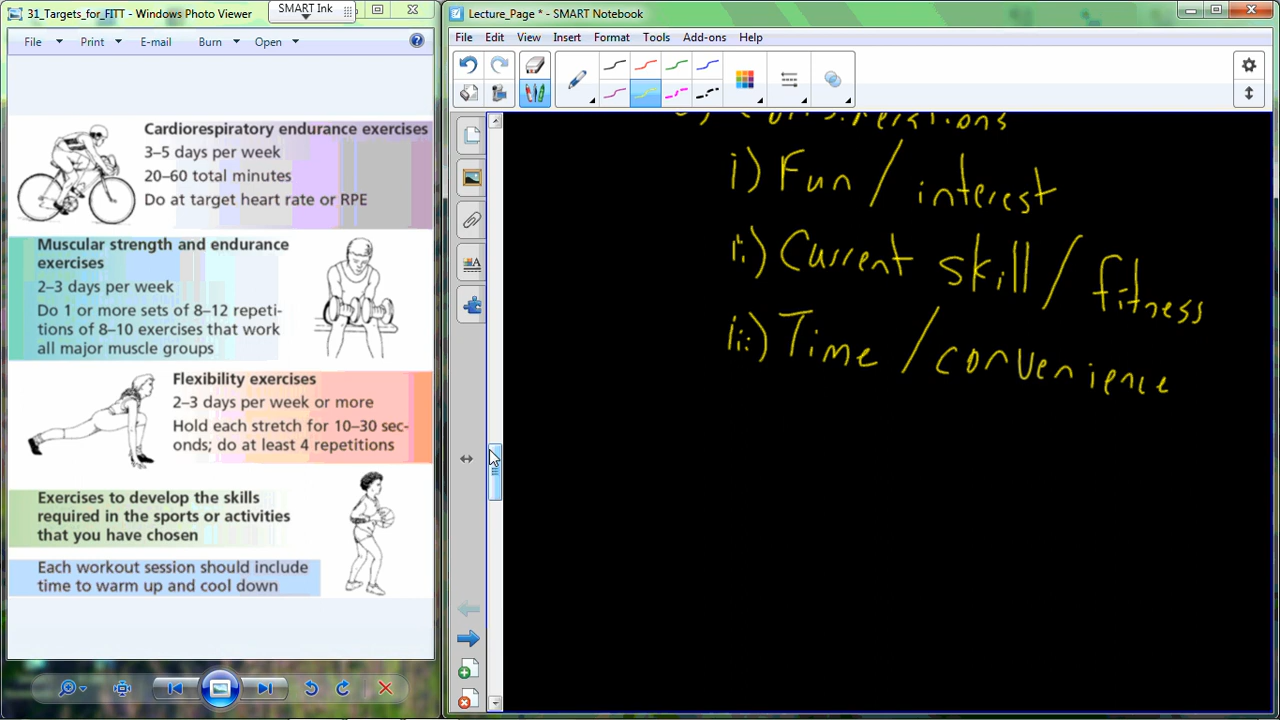 31_Targets_for_FITT - Windows Photo Viewer
SMART Ink
File Print E-mail Burn Open
Cardiorespiratory endurance exercises
3–5 days per week
20–60 total minutes
Do at target heart rate or RPE
Muscular strength and endurance
exercises
2–3 days per week
Do 1 or more sets of 8–12 repeti-
tions of 8–10 exercises that work
all major muscle groups
Flexibility exercises
2–3 days per week or more
Hold each stretch for 10–30 sec-
onds; do at least 4 repetitions
Exercises to develop the skills
required in the sports or activities
that you have chosen
Each workout session should include
time to warm up and cool down
Lecture_Page * - SMART Notebook
File Edit View Insert Format Tools Add-ons Help
i) Fun / interest
ii) Current skill / fitness
iii) Time / convenience